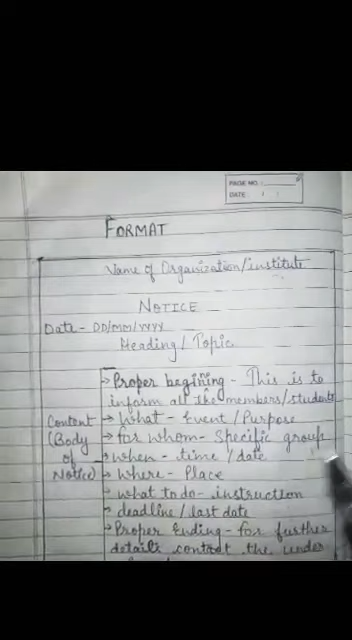 PAGE NO.:
DATE: / /
FORMAT
Name of Organization/institute
NOTICE
Date - DD/MM/YYYY
Heading/Topic
Proper begining - This is to
inform all the members/students
Content What - Event/Purpose
(Body for whom - Specific group
of when - time/date
Notice) Where - Place
what to do - instruction
deadline/last date
Proper Ending - for further
details contact the under